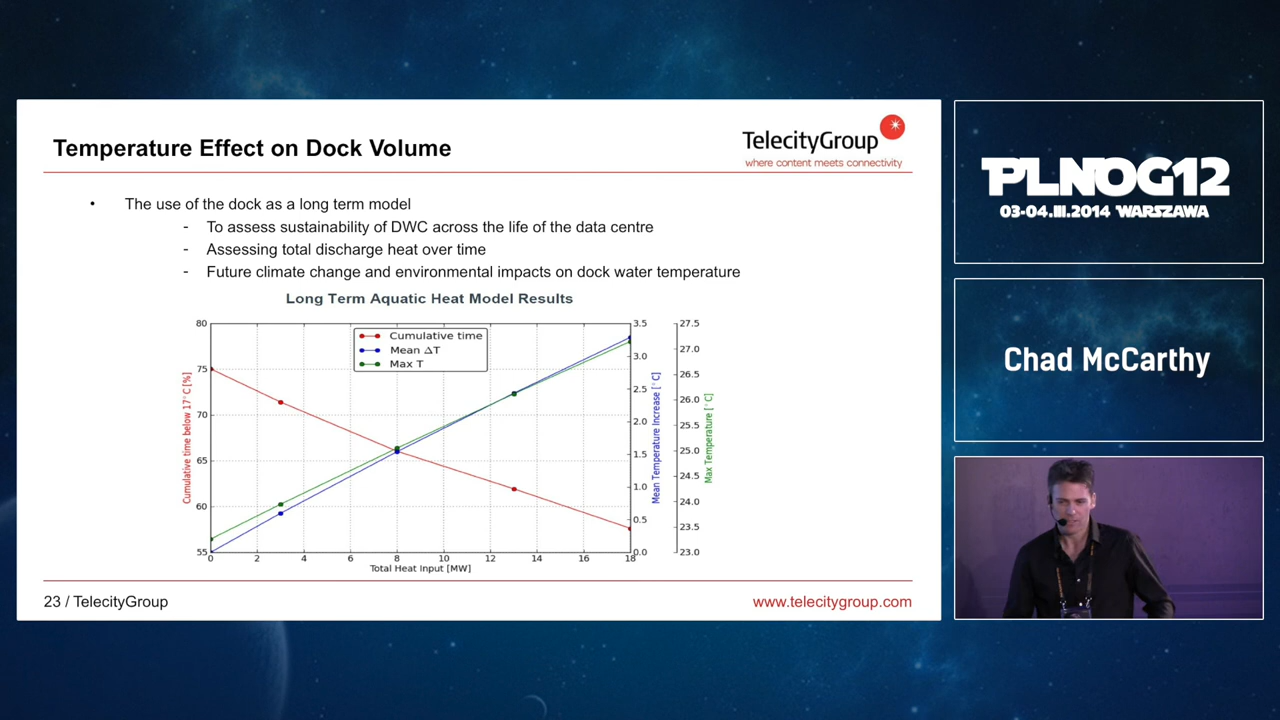 Temperature Effect on Dock Volume
TelecityGroup
where content meets connectivity
• The use of the dock as a long term model
- To assess sustainability of DWC across the life of the data centre
- Assessing total discharge heat over time
- Future climate change and environmental impacts on dock water temperature
Long Term Aquatic Heat Model Results
Cumulative time
Mean ΔT
Max T
Cumulative time below 17°C [%]
80
75
70
65
60
55
0 2 4 6 8 10 12 14 16 18
Total Heat Input [MW]
3.5
3.0
2.5
2.0
1.5
1.0
0.5
0.0
Mean Temperature Increase [°C]
27.5
27.0
26.5
26.0
25.5
25.0
24.5
24.0
23.5
23.0
Max Temperature [°C]
23 / TelecityGroup
www.telecitygroup.com
PLNOG12
03-04.III.2014 WARSZAWA
Chad McCarthy